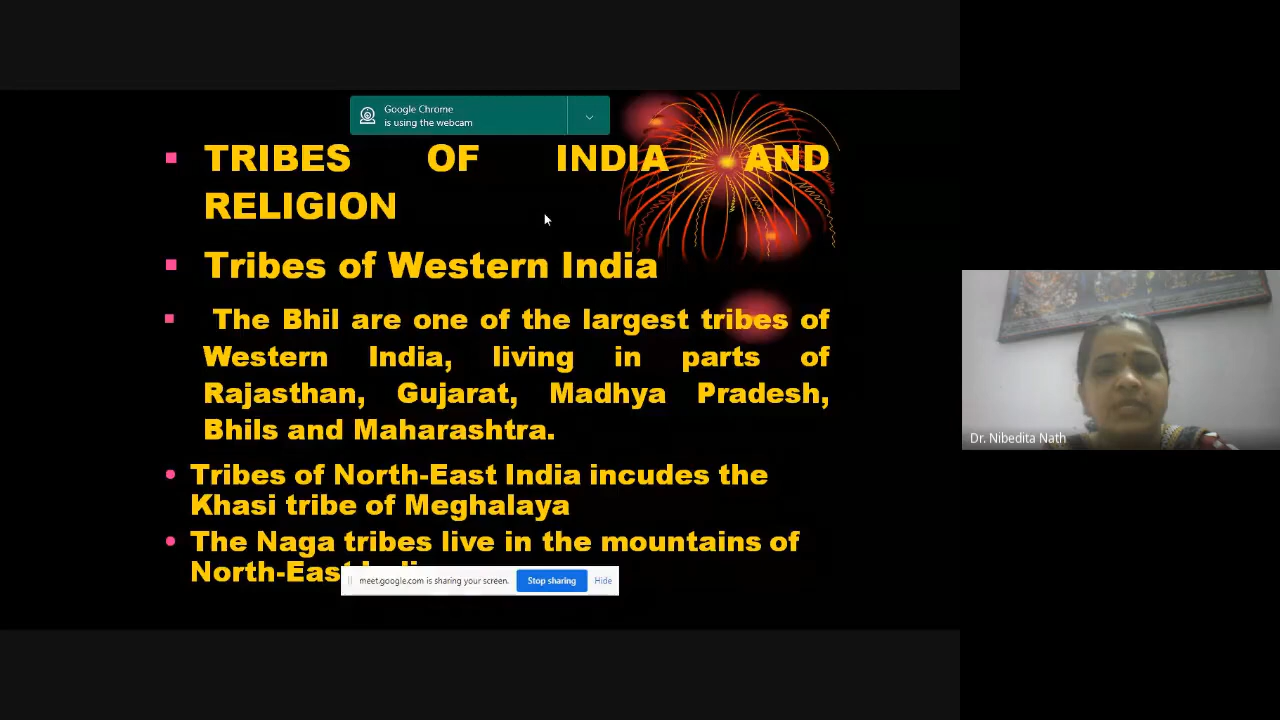 Google Chrome
is using the webcam
TRIBES OF INDIA AND
RELIGION
Tribes of Western India
The Bhil are one of the largest tribes of
Western India, living in parts of
Rajasthan, Gujarat, Madhya Pradesh,
Bhils and Maharashtra.
Tribes of North-East India incudes the
Khasi tribe of Meghalaya
The Naga tribes live in the mountains of
North-East
meet.google.com is sharing your screen. Stop sharing Hide
Dr. Nibedita Nath